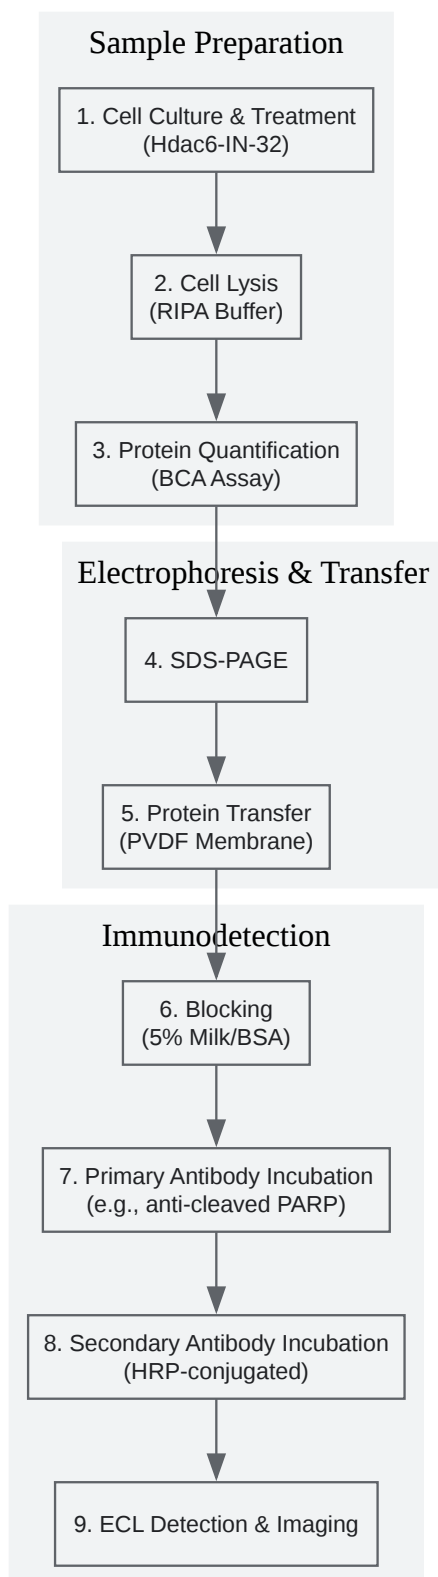 Sample Preparation
1. Cell Culture & Treatment
(Hdac6-IN-32)
2. Cell Lysis
(RIPA Buffer)
3. Protein Quantification
(BCA Assay)
Electrophoresis & Transfer
4. SDS-PAGE
5. Protein Transfer
(PVDF Membrane)
Immunodetection
6. Blocking
(5% Milk/BSA)
7. Primary Antibody Incubation
(e.g., anti-cleaved PARP)
8. Secondary Antibody Incubation
(HRP-conjugated)
9. ECL Detection & Imaging